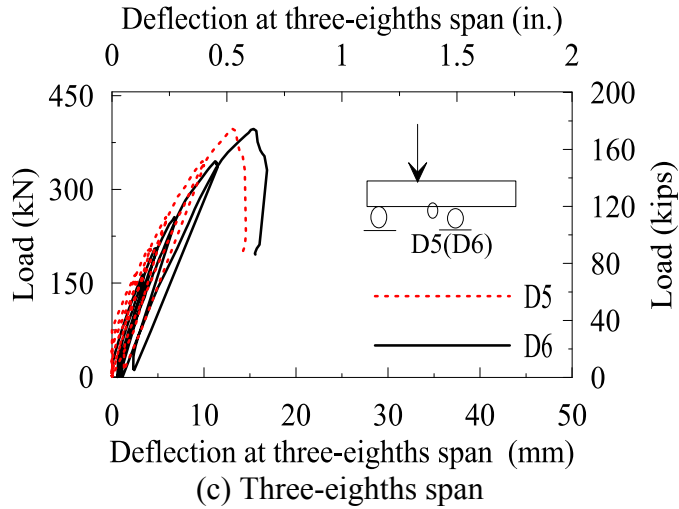 Deflection at three-eighths span (in.)
0 0.5 1 1.5 2
450 200
300 160
150 120
0 80
40
0
Load (kN)
Load (kips)
D5(D6)
D5
D6
0 10 20 30 40 50
Deflection at three-eighths span (mm)
(c) Three-eighths span